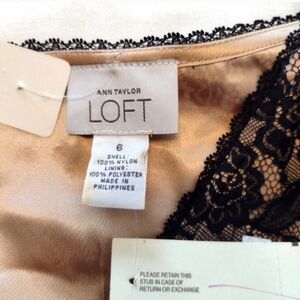 ANN TAYLOR
LOFT
6
SHELL:
100% NYLON
LINING:
100% POLYESTER
MADE IN
PHILIPPINES
PLEASE RETAIN THIS
STUB IN CASE OF
RETURN OR EXCHANGE